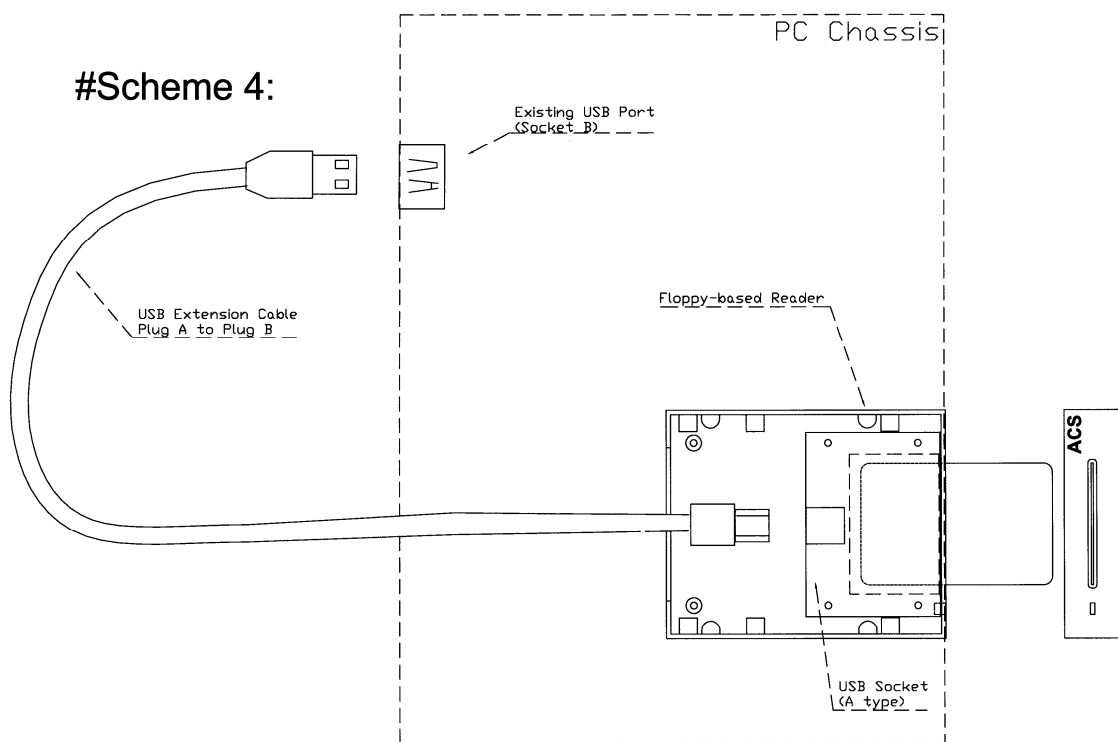 PC Chassis
#Scheme 4:
Existing USB Port
(Socket B)
USB Extension Cable
Plug A to Plug B
Floppy-based Reader
ACS
USB Socket
(A type)